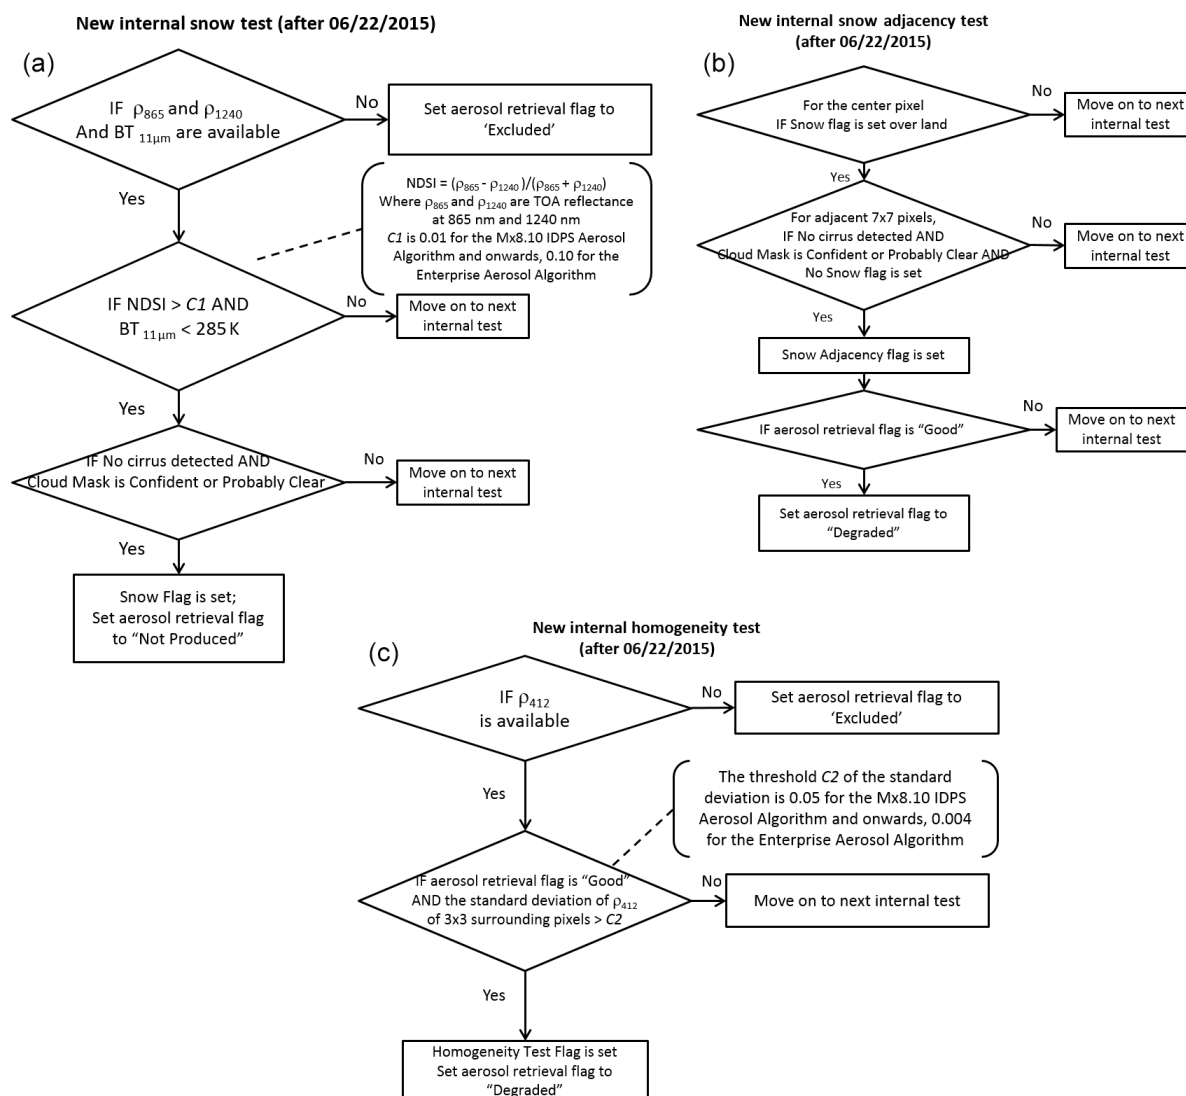 New internal snow test (after 06/22/2015)
(a)
IF ρ865 and ρ1240
And BT 11μm are available
No
Set aerosol retrieval flag to
‘Excluded’
Yes
NDSI = (ρ865 - ρ1240)/(ρ865 + ρ1240)
Where ρ865 and ρ1240 are TOA reflectance
at 865 nm and 1240 nm
C1 is 0.01 for the Mx8.10 IDPS Aerosol
Algorithm and onwards, 0.10 for the
Enterprise Aerosol Algorithm
IF NDSI > C1 AND
BT 11μm < 285 K
No
Move on to next
internal test
Yes
IF No cirrus detected AND
Cloud Mask is Confident or Probably Clear
No
Move on to next
internal test
Yes
Snow Flag is set;
Set aerosol retrieval flag
to “Not Produced”
New internal snow adjacency test
(after 06/22/2015)
(b)
For the center pixel
IF Snow flag is set over land
No
Move on to next
internal test
Yes
For adjacent 7x7 pixels,
IF No cirrus detected AND
Cloud Mask is Confident or Probably Clear AND
No Snow flag is set
No
Move on to next
internal test
Yes
Snow Adjacency flag is set
IF aerosol retrieval flag is “Good”
No
Move on to next
internal test
Yes
Set aerosol retrieval flag to
“Degraded”
New internal homogeneity test
(after 06/22/2015)
(c)
IF ρ412
is available
No
Set aerosol retrieval flag to
‘Excluded’
Yes
The threshold C2 of the standard
deviation is 0.05 for the Mx8.10 IDPS
Aerosol Algorithm and onwards, 0.004
for the Enterprise Aerosol Algorithm
IF aerosol retrieval flag is “Good”
AND the standard deviation of ρ412
of 3x3 surrounding pixels > C2
No
Move on to next internal test
Yes
Homogeneity Test Flag is set
Set aerosol retrieval flag to
“Degraded”